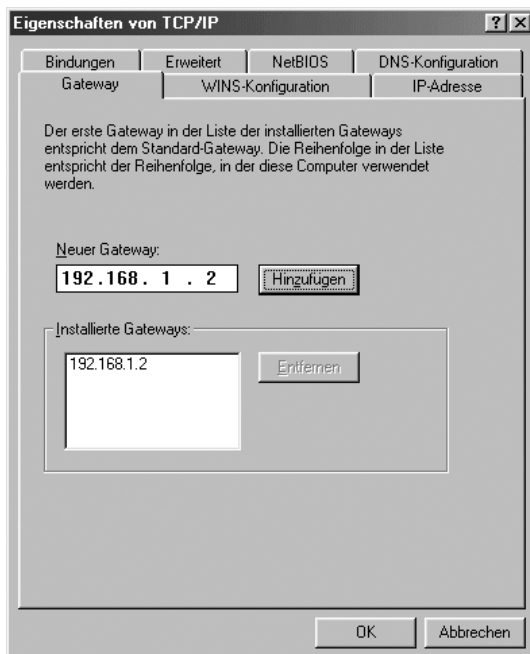 Eigenschaften von TCP/IP
Bindungen Erweitert NetBIOS DNS-Konfiguration
Gateway WINS-Konfiguration IP-Adresse
Der erste Gateway in der Liste der installierten Gateways
entspricht dem Standard-Gateway. Die Reihenfolge in der Liste
entspricht der Reihenfolge, in der diese Computer verwendet
werden.
Neuer Gateway:
192.168. 1 . 2 Hinzufügen
Installierte Gateways:
192.168.1.2 Entfernen
OK Abbrechen